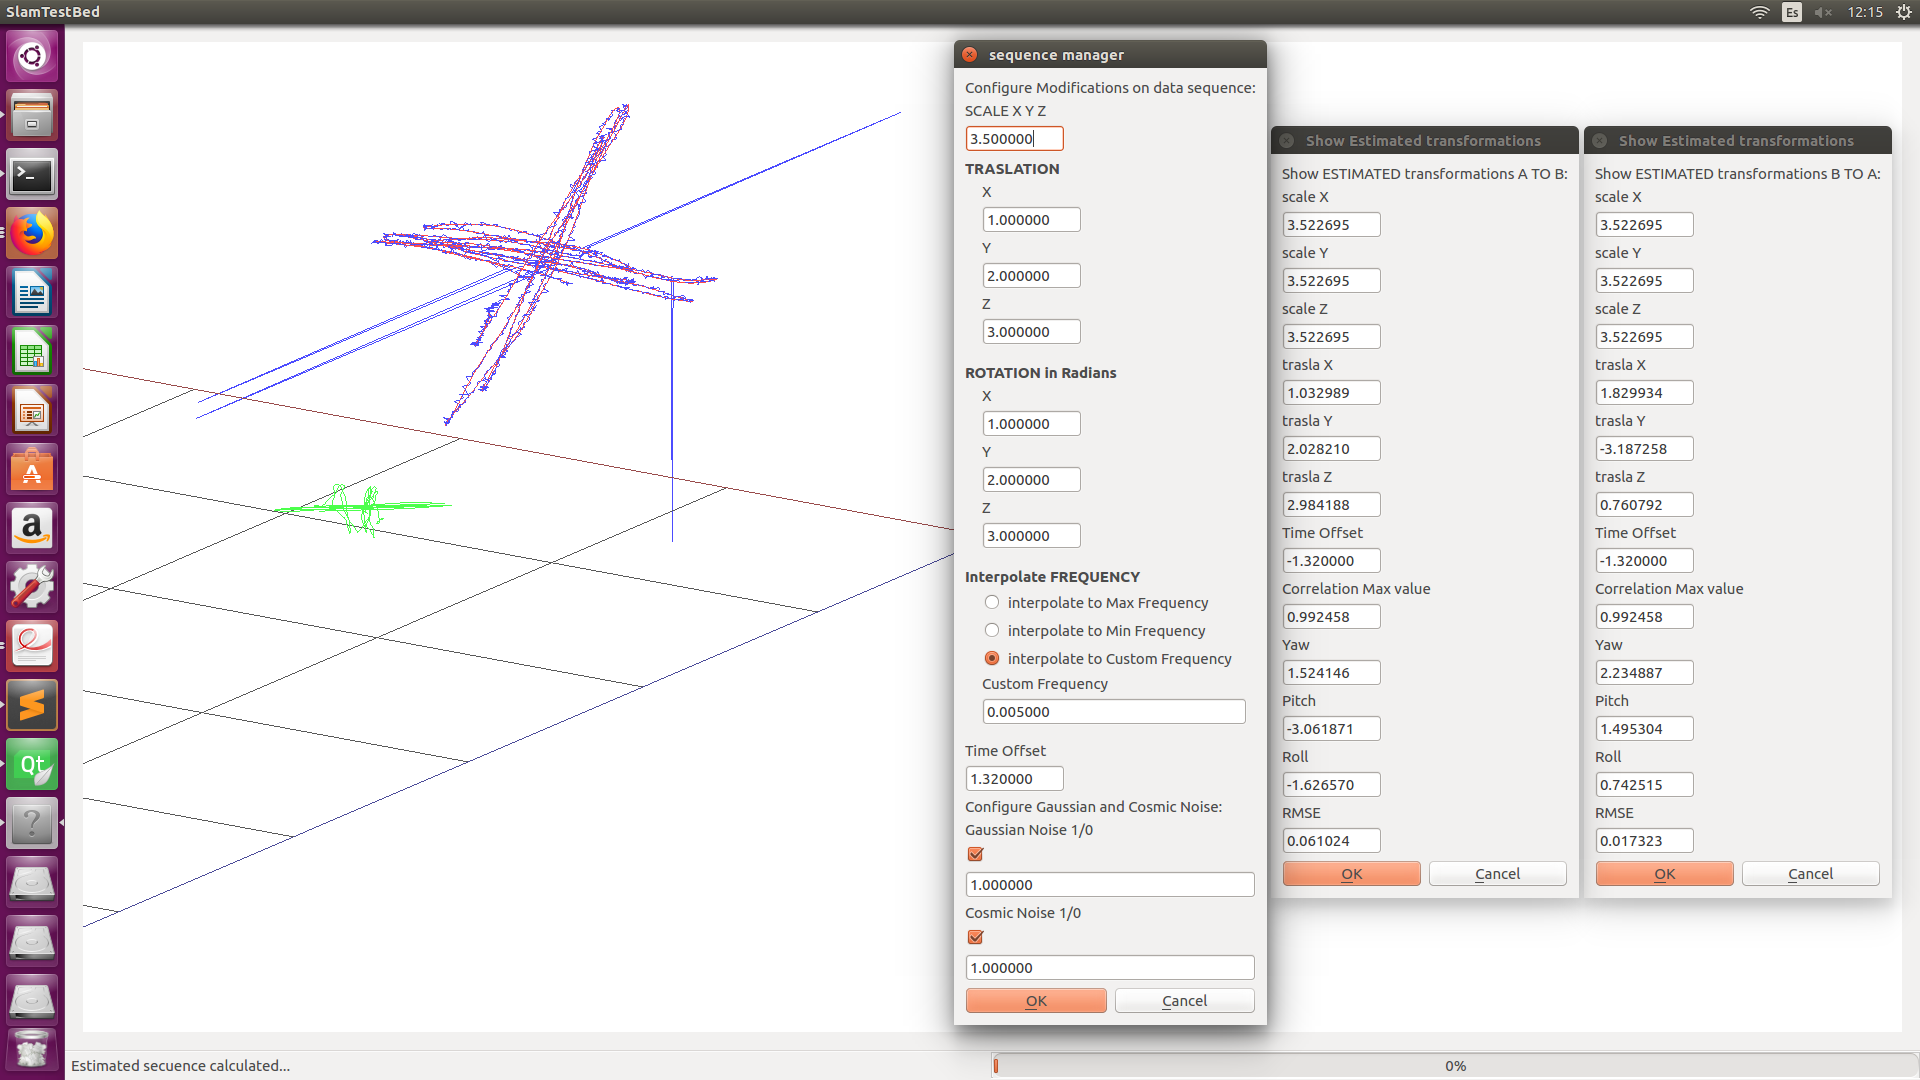 SlamTestBed
Es
12:15
sequence manager
Configure Modifications on data sequence:
SCALE X Y Z
3.500000
TRASLATION
X
1.000000
Y
2.000000
Z
3.000000
ROTATION in Radians
X
1.000000
Y
2.000000
Z
3.000000
Interpolate FREQUENCY
interpolate to Max Frequency
interpolate to Min Frequency
interpolate to Custom Frequency
Custom Frequency
0.005000
Time Offset
1.320000
Configure Gaussian and Cosmic Noise:
Gaussian Noise 1/0
1.000000
Cosmic Noise 1/0
1.000000
OK
Cancel
Show Estimated transformations
Show ESTIMATED transformations A TO B:
scale X
3.522695
scale Y
3.522695
scale Z
3.522695
trasla X
1.032989
trasla Y
2.028210
trasla Z
2.984188
Time Offset
-1.320000
Correlation Max value
0.992458
Yaw
1.524146
Pitch
-3.061871
Roll
-1.626570
RMSE
0.061024
OK
Cancel
Show Estimated transformations
Show ESTIMATED transformations B TO A:
scale X
3.522695
scale Y
3.522695
scale Z
3.522695
trasla X
1.829934
trasla Y
-3.187258
trasla Z
0.760792
Time Offset
-1.320000
Correlation Max value
0.992458
Yaw
2.234887
Pitch
1.495304
Roll
0.742515
RMSE
0.017323
OK
Cancel
>_
A
a
Qt
?
Estimated secuence calculated...
0%